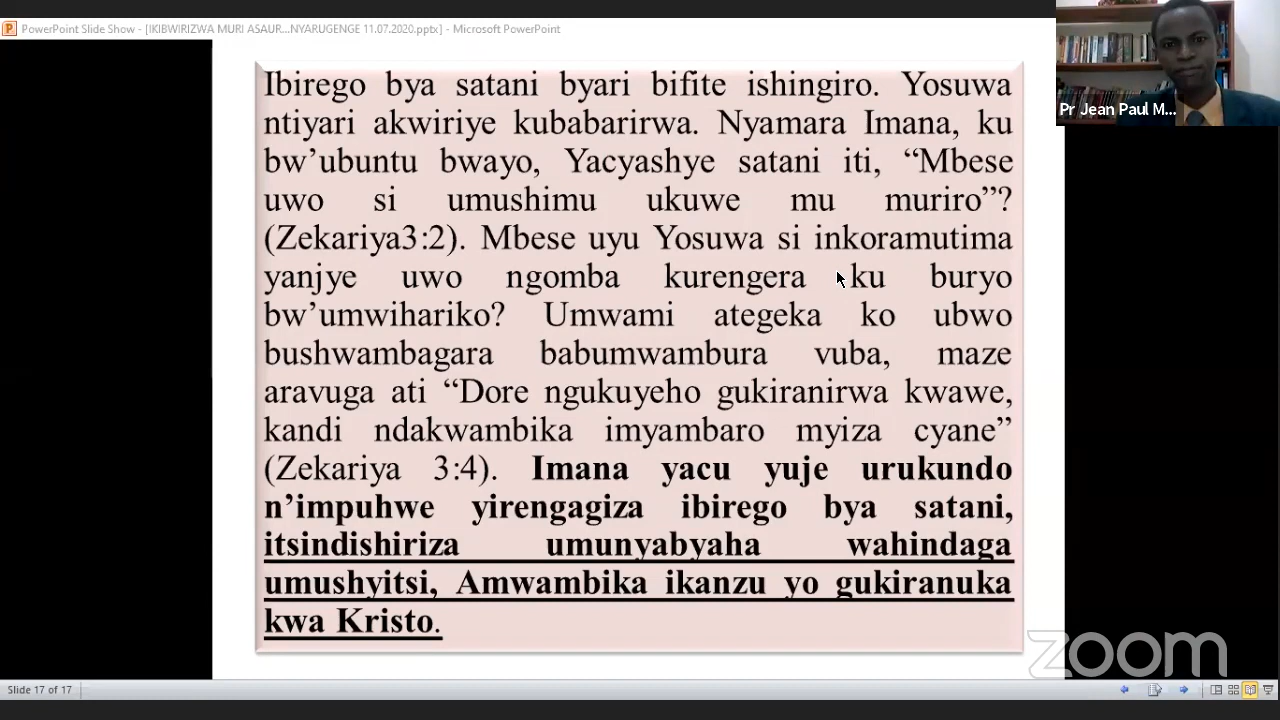 PowerPoint Slide Show - [IKIBWIRIZWA MURI ASAUR...NYARUGENGE 11.07.2020.pptx] - Microsoft PowerPoint
Pr Jean Paul M...
Ibirego bya satani byari bifite ishingiro. Yosuwa
ntiyari akwiriye kubabarirwa. Nyamara Imana, ku
bw’ubuntu bwayo, Yacyashye satani iti, “Mbese
uwo si umushimu ukuwe mu muriro”?
(Zekariya3:2). Mbese uyu Yosuwa si inkoramutima
yanjye uwo ngomba kurengera ku buryo
bw’umwihariko? Umwami ategeka ko ubwo
bushwambagara babumwambura vuba, maze
aravuga ati “Dore ngukuyeho gukiranirwa kwawe,
kandi ndakwambika imyambaro myiza cyane”
(Zekariya 3:4). Imana yacu yuje urukundo
n’impuhwe yirengagiza ibirego bya satani,
itsindishiriza umunyabyaha wahindaga
umushyitsi, Amwambika ikanzu yo gukiranuka
kwa Kristo.
zoom
Slide 17 of 17